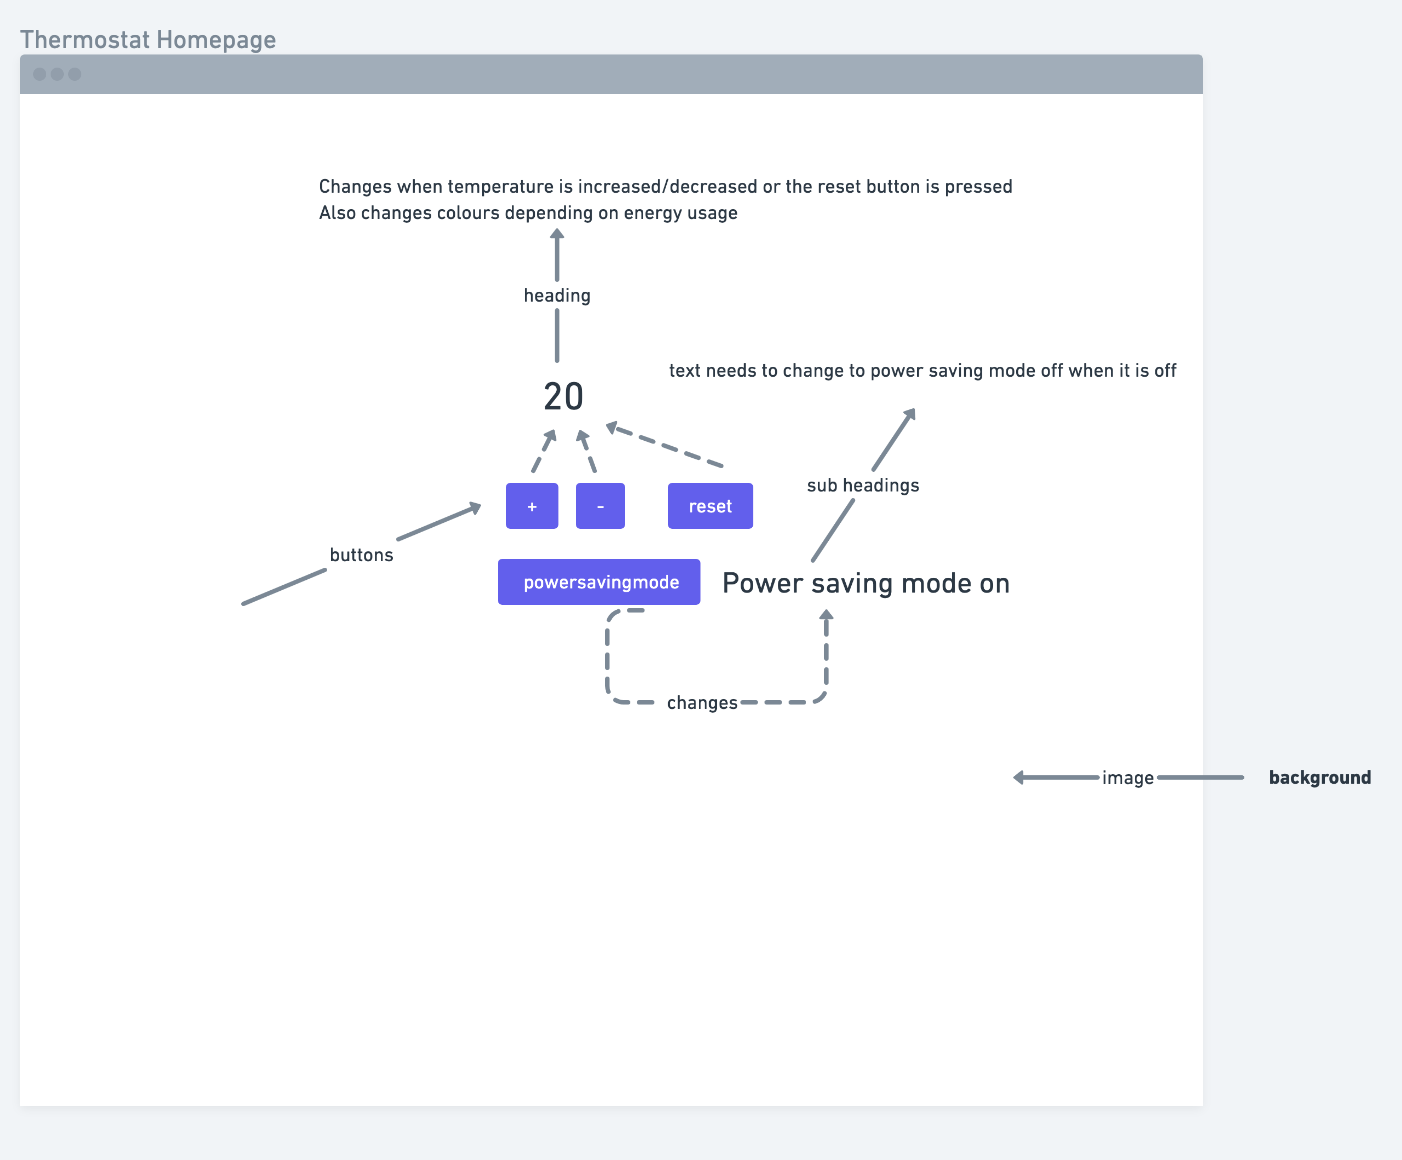 Thermostat Homepage
Changes when temperature is increased/decreased or the reset button is pressed
Also changes colours depending on energy usage
heading
text needs to change to power saving mode off when it is off
20
sub headings
+
-
reset
buttons
powersavingmode
Power saving mode on
changes
image
background